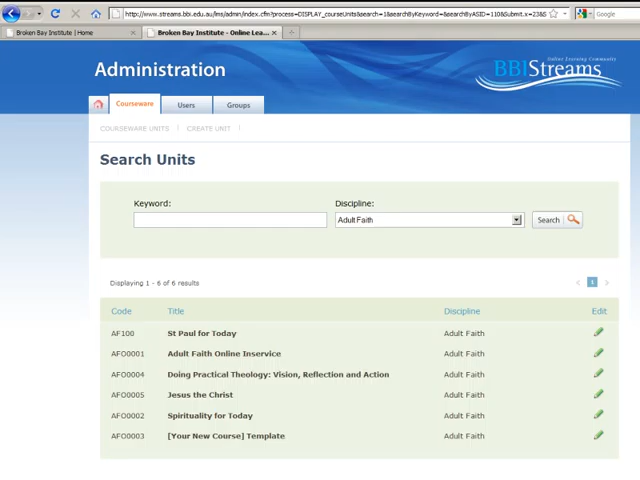 http://www.streams.bbi.edu.au/lms/admin/index.cfm?process=DISPLAY_courseUnits&search=1&searchByKeyword=&searchByASID=110&Submit.x=23&S
Google
Broken Bay Institute | Home
Broken Bay Institute - Online Lea...
Administration
Online Learning Community
BBIStreams
Courseware
Users
Groups
COURSEWARE UNITS
CREATE UNIT
Search Units
Keyword:
Discipline:
Adult Faith
Search
Displaying 1 - 6 of 6 results
1
Code Title Discipline Edit
AF100 St Paul for Today Adult Faith
AFO0001 Adult Faith Online Inservice Adult Faith
AFO0004 Doing Practical Theology: Vision, Reflection and Action Adult Faith
AFO0005 Jesus the Christ Adult Faith
AFO0002 Spirituality for Today Adult Faith
AFO0003 [Your New Course] Template Adult Faith